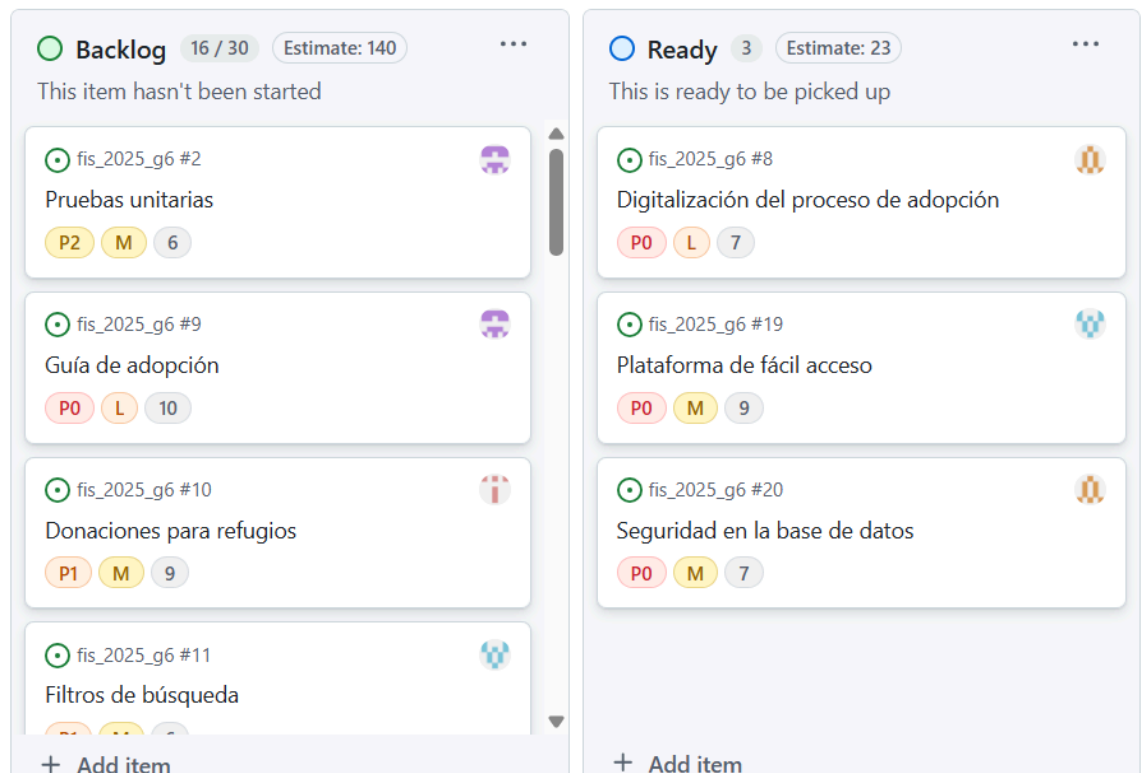 Backlog 16 / 30 Estimate: 140
This item hasn't been started
fis_2025_g6 #2
Pruebas unitarias
P2 M 6
fis_2025_g6 #9
Guía de adopción
P0 L 10
fis_2025_g6 #10
Donaciones para refugios
P1 M 9
fis_2025_g6 #11
Filtros de búsqueda
+ Add item
Ready 3 Estimate: 23
This is ready to be picked up
fis_2025_g6 #8
Digitalización del proceso de adopción
P0 L 7
fis_2025_g6 #19
Plataforma de fácil acceso
P0 M 9
fis_2025_g6 #20
Seguridad en la base de datos
P0 M 7
+ Add item